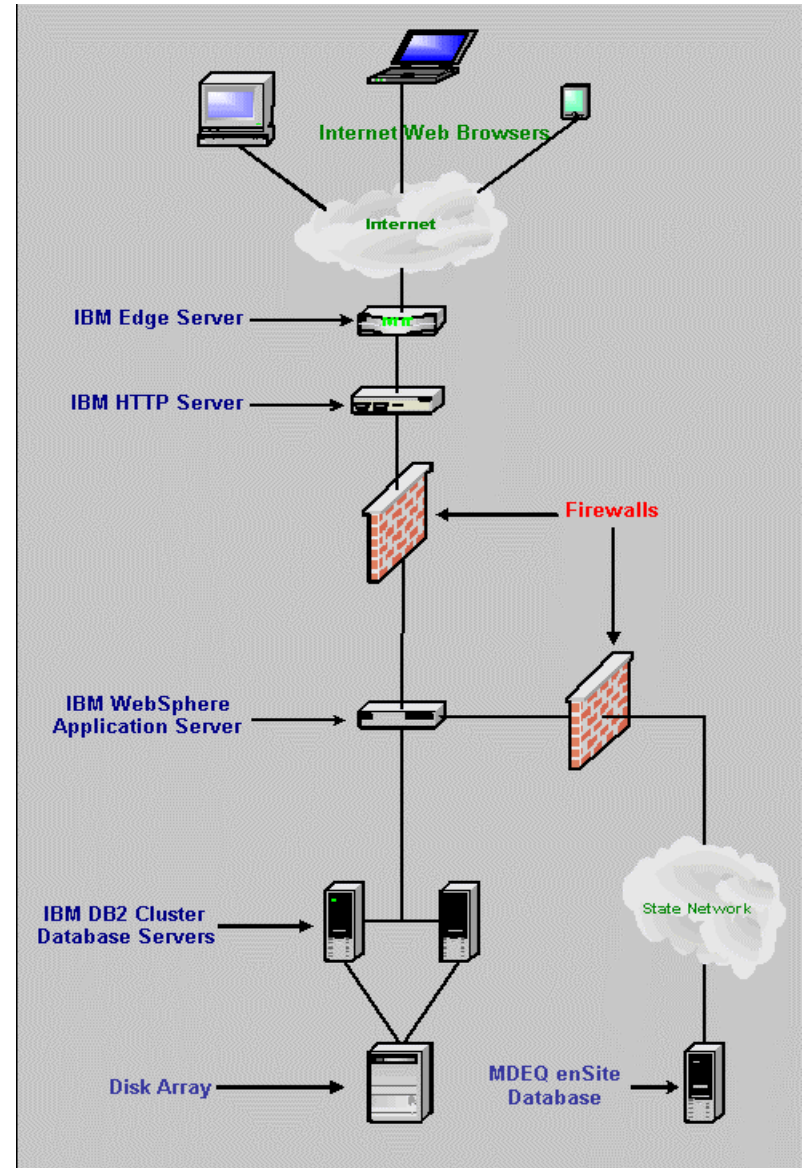 Internet Web Browsers
Internet
IBM Edge Server
IBM HTTP Server
Firewalls
IBM WebSphere
Application Server
IBM DB2 Cluster
Database Servers
State Network
Disk Array
MDEQ enSite
Database